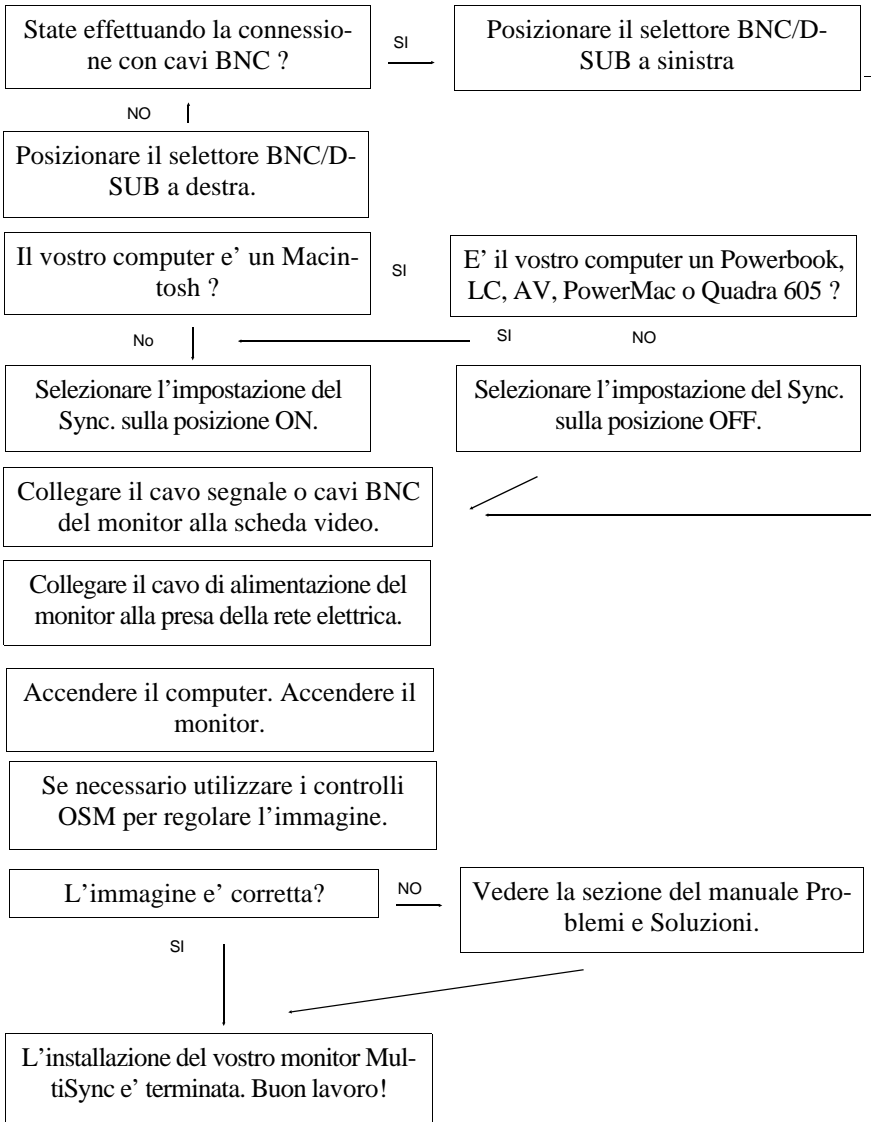 State effettuando la connessio-
ne con cavi BNC ?
SI
Posizionare il selettore BNC/D-
SUB a sinistra
NO
Posizionare il selettore BNC/D-
SUB a destra.
Il vostro computer e' un Macin-
tosh ?
SI
E' il vostro computer un Powerbook,
LC, AV, PowerMac o Quadra 605 ?
No
SI
NO
Selezionare l'impostazione del
Sync. sulla posizione ON.
Selezionare l'impostazione del Sync.
sulla posizione OFF.
Collegare il cavo segnale o cavi BNC
del monitor alla scheda video.
Collegare il cavo di alimentazione del
monitor alla presa della rete elettrica.
Accendere il computer. Accendere il
monitor.
Se necessario utilizzare i controlli
OSM per regolare l'immagine.
L'immagine e' corretta?
NO
Vedere la sezione del manuale Pro-
blemi e Soluzioni.
SI
L'installazione del vostro monitor Mul-
tiSync e' terminata. Buon lavoro!